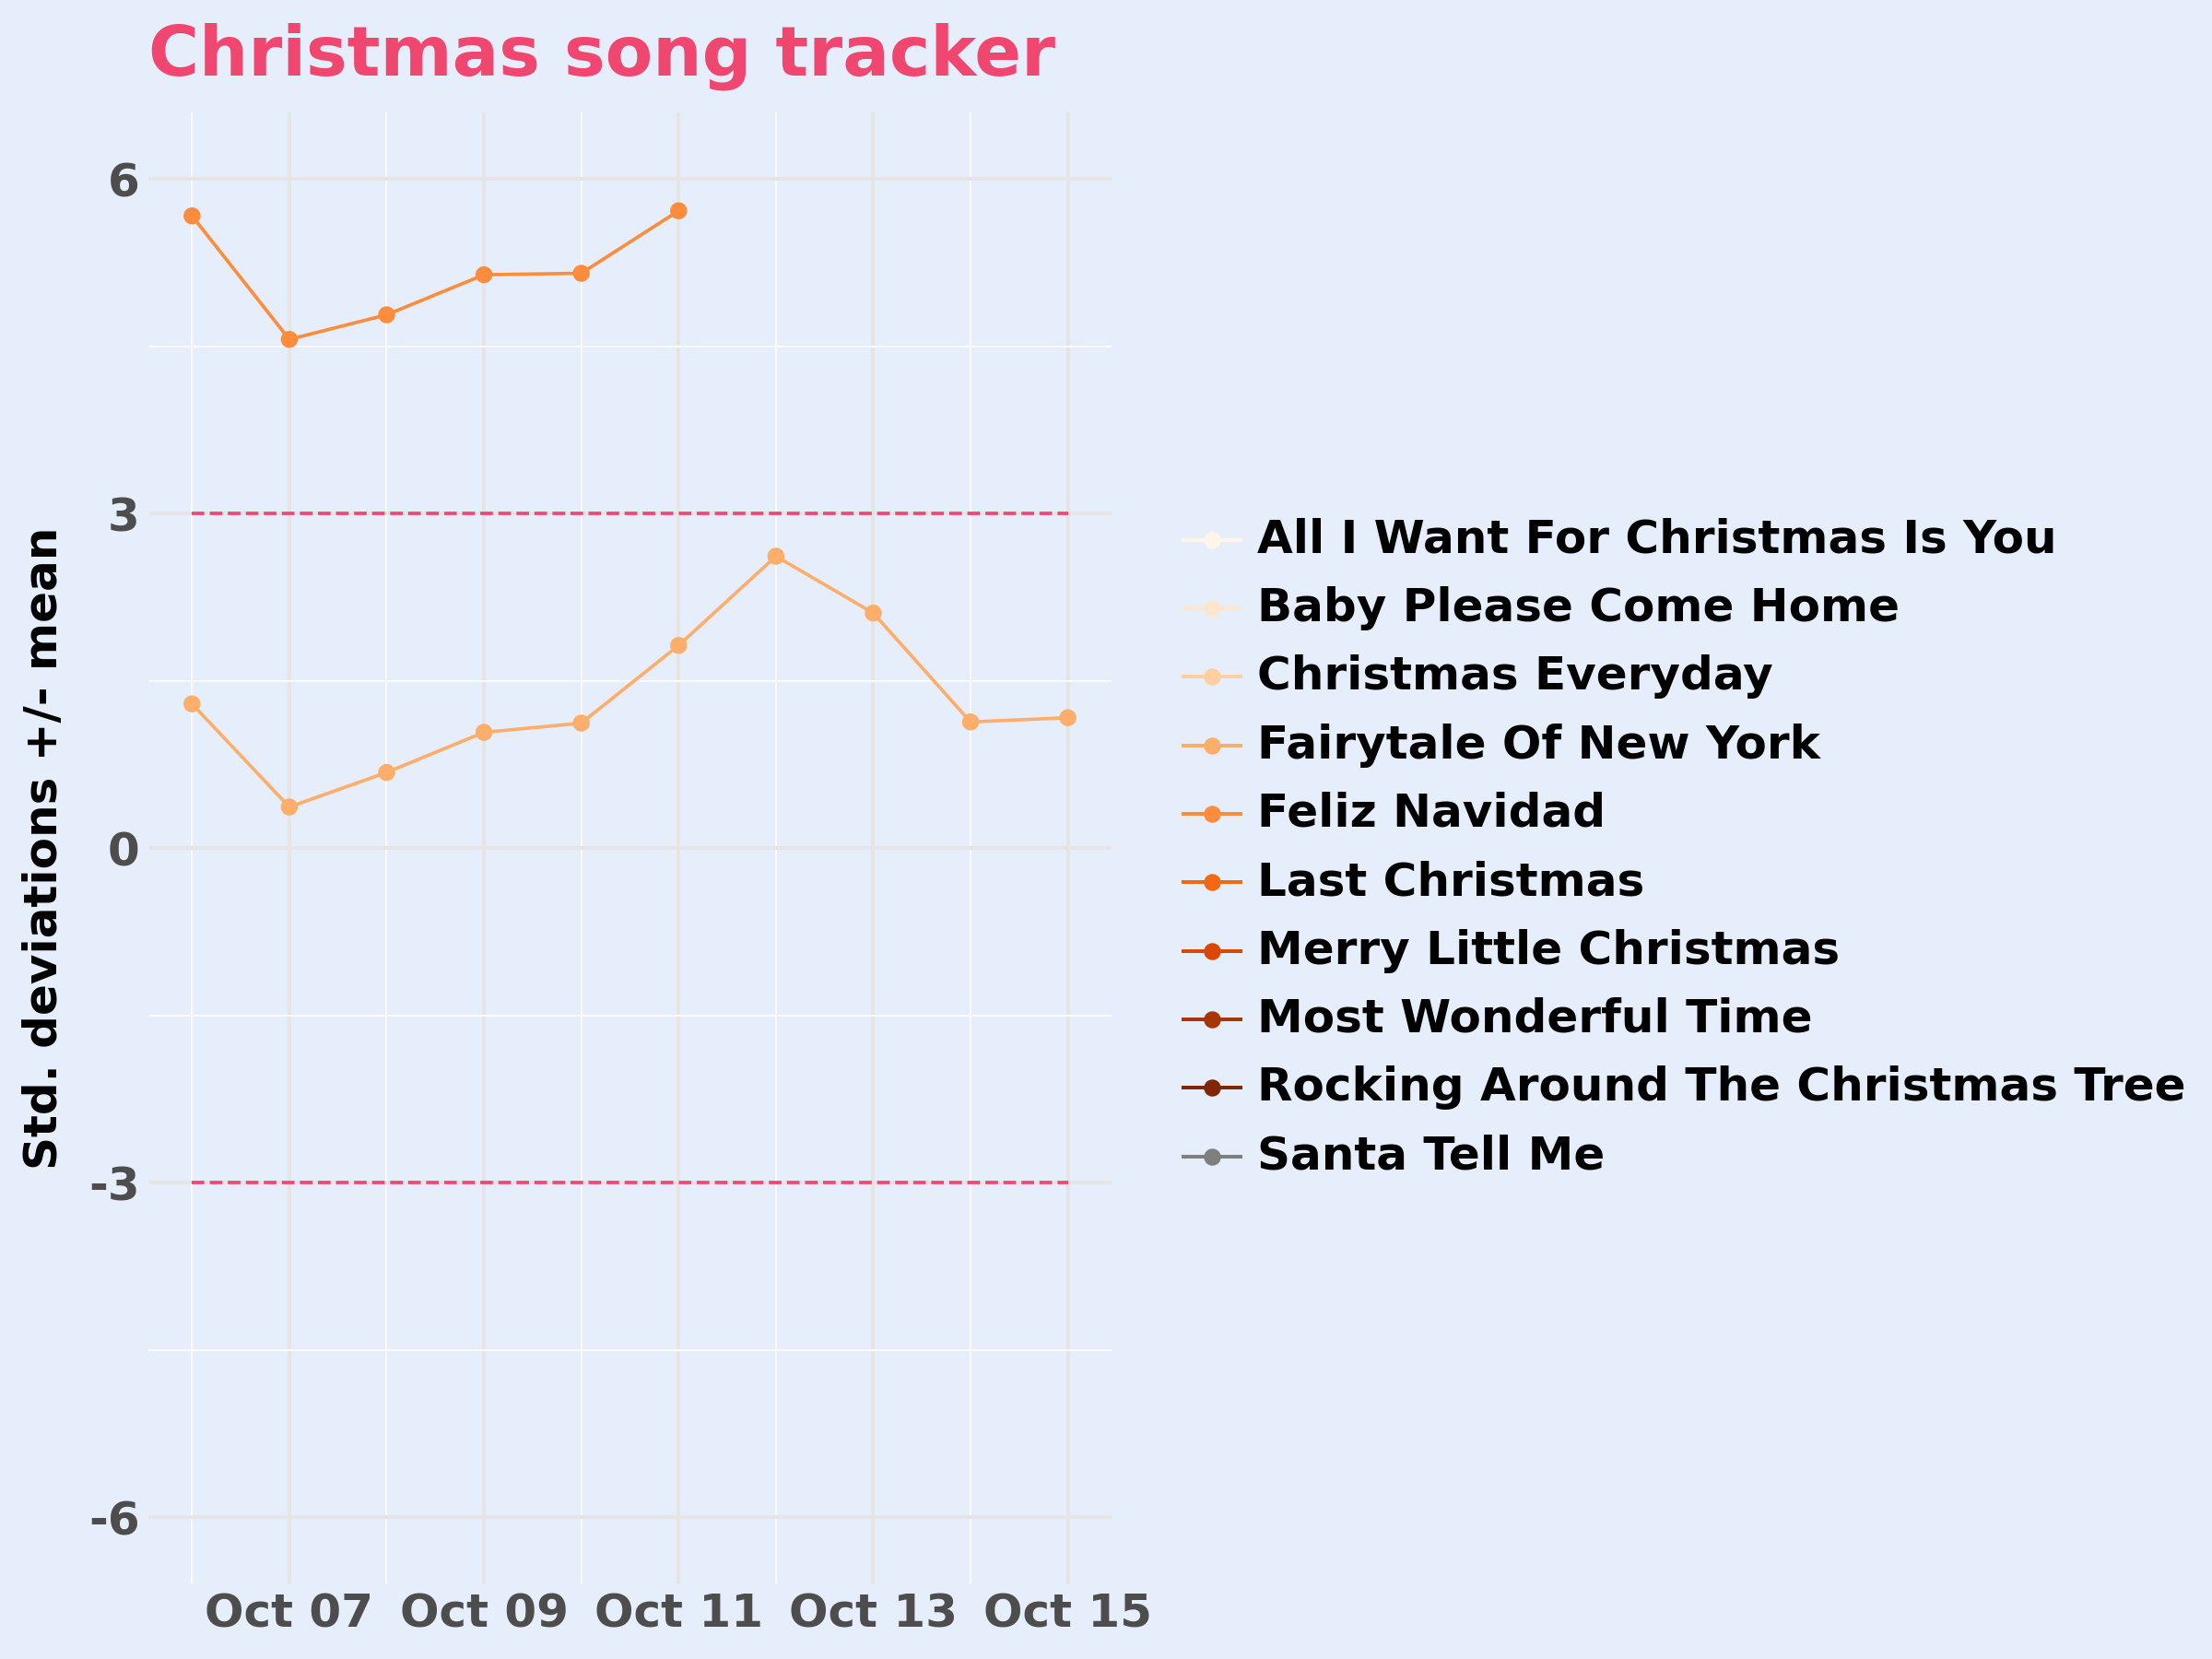 Christmas song tracker
Std. deviations +/- mean
6
3
0
-3
-6
Oct 07
Oct 09
Oct 11
Oct 13
Oct 15
All I Want For Christmas Is You
Baby Please Come Home
Christmas Everyday
Fairytale Of New York
Feliz Navidad
Last Christmas
Merry Little Christmas
Most Wonderful Time
Rocking Around The Christmas Tree
Santa Tell Me